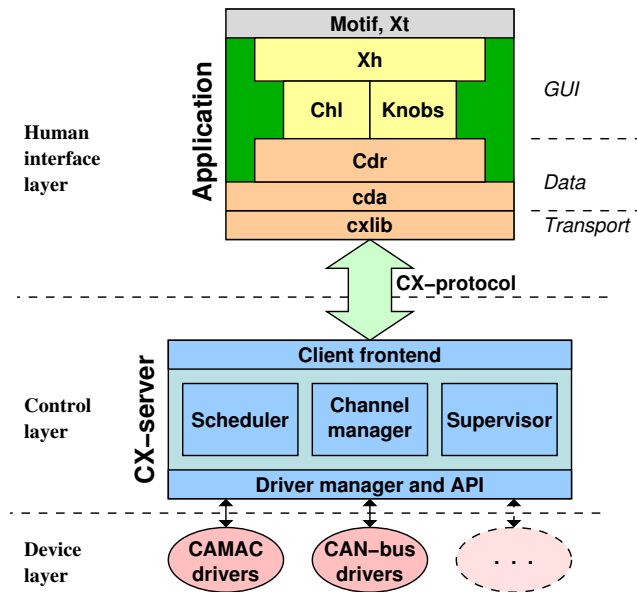 Motif, Xt
Xh
GUI
Chl
Knobs
Human
interface
layer
Application
Cdr
Data
cda
cxlib
Transport
CX-protocol
Client frontend
Control
layer
CX-server
Scheduler
Channel
manager
Supervisor
Driver manager and API
Device
layer
CAMAC
drivers
CAN-bus
drivers
. . .